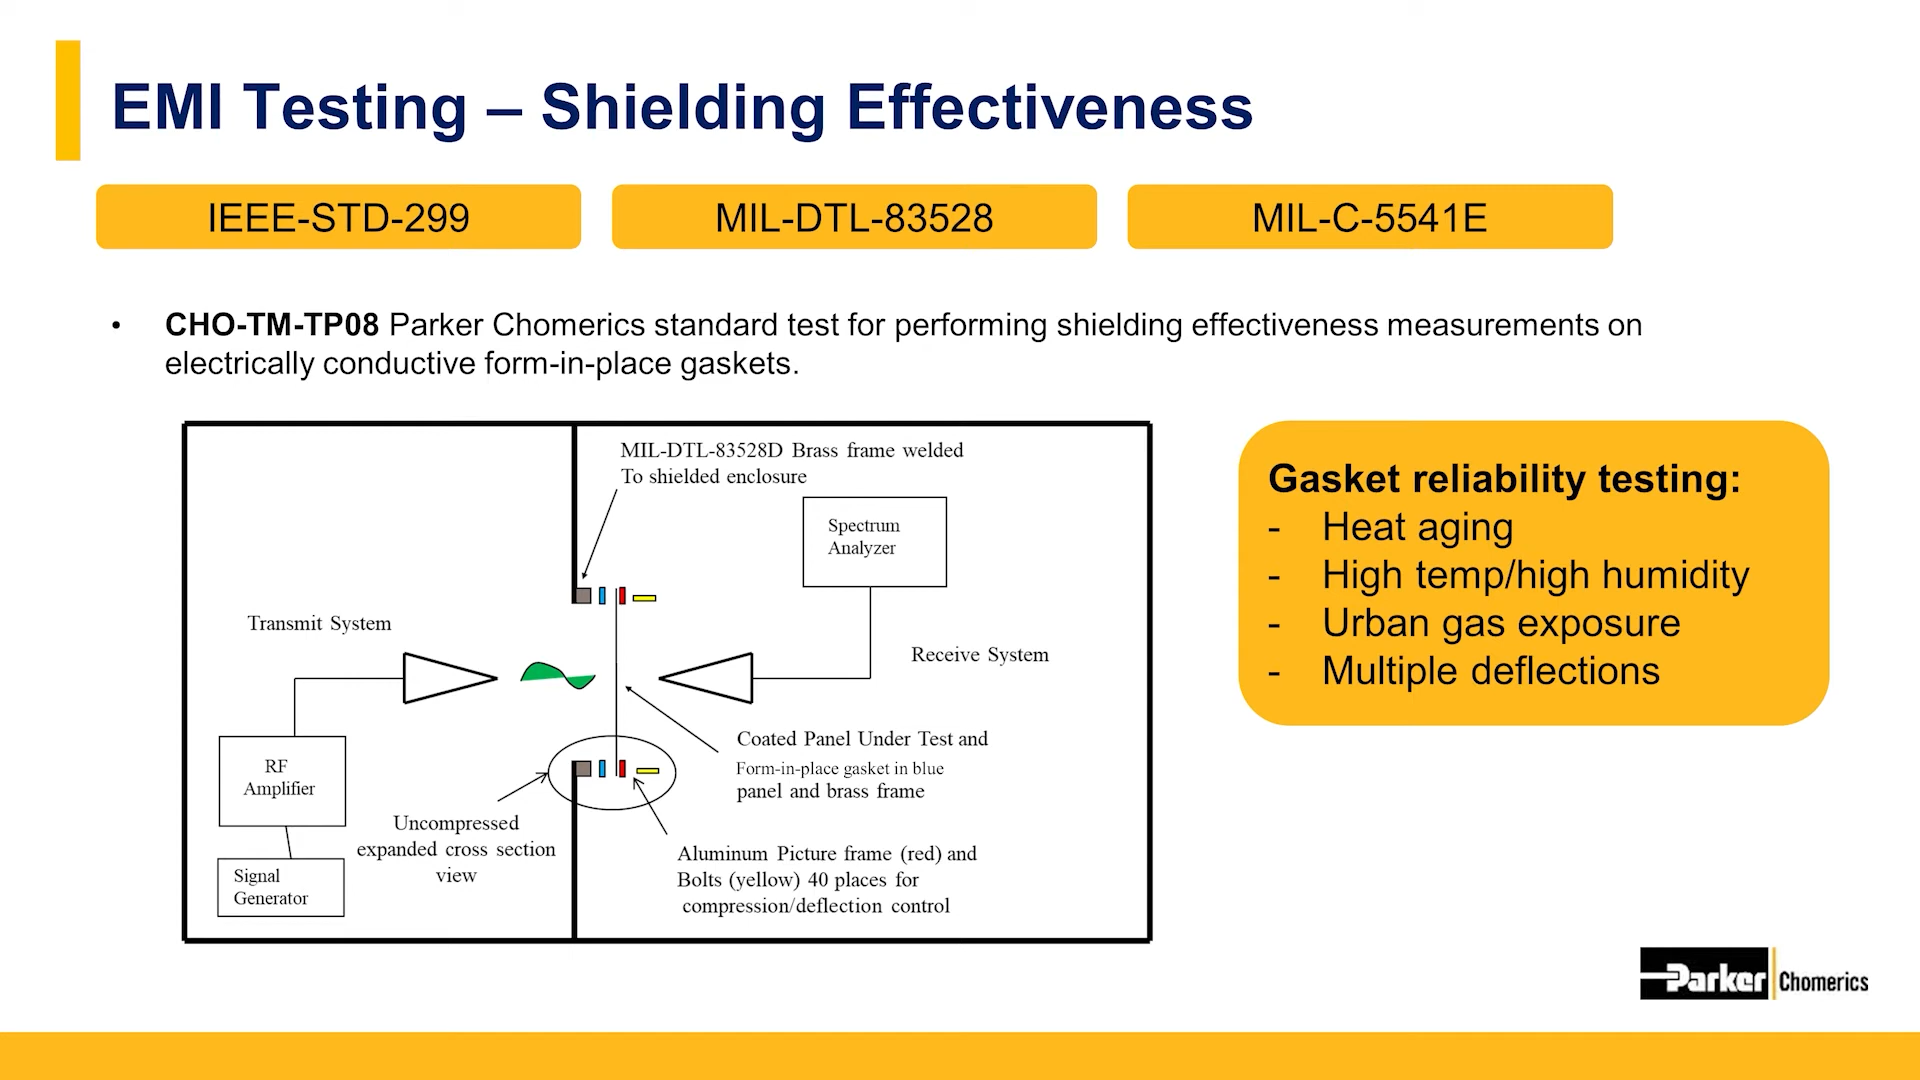 EMI Testing – Shielding Effectiveness
IEEE-STD-299
MIL-DTL-83528
MIL-C-5541E
• CHO-TM-TP08 Parker Chomerics standard test for performing shielding effectiveness measurements on
electrically conductive form-in-place gaskets.
MIL-DTL-83528D Brass frame welded
To shielded enclosure
Spectrum
Analyzer
Transmit System
Receive System
RF
Amplifier
Signal
Generator
Uncompressed
expanded cross section
view
Coated Panel Under Test and
Form-in-place gasket in blue
panel and brass frame
Aluminum Picture frame (red) and
Bolts (yellow) 40 places for
compression/deflection control
Gasket reliability testing:
- Heat aging
- High temp/high humidity
- Urban gas exposure
- Multiple deflections
Parker Chomerics